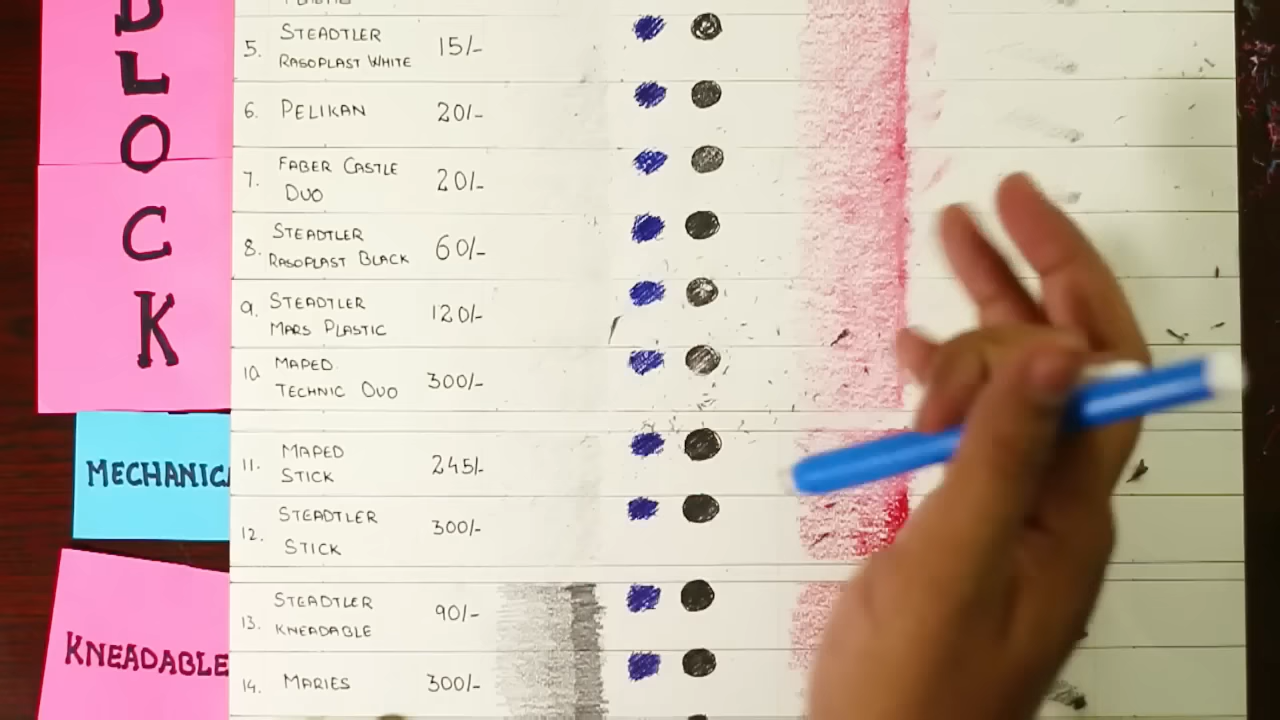 BLOCK
5. STEADTLER 15/-
RASOPLAST WHITE
6. PELIKAN 20/-
7. FABER CASTLE 20/-
DUO
8. STEADTLER 60/-
RASOPLAST BLACK
9. STEADTLER 120/-
MARS PLASTIC
10 MAPED. 300/-
TECHNIC DUO
MECHANICA
11. MAPED 245/-
STICK
12. STEADTLER 300/-
STICK
KNEADABLE
13. STEADTLER 90/-
KNEADABLE
14. MARIES 300/-